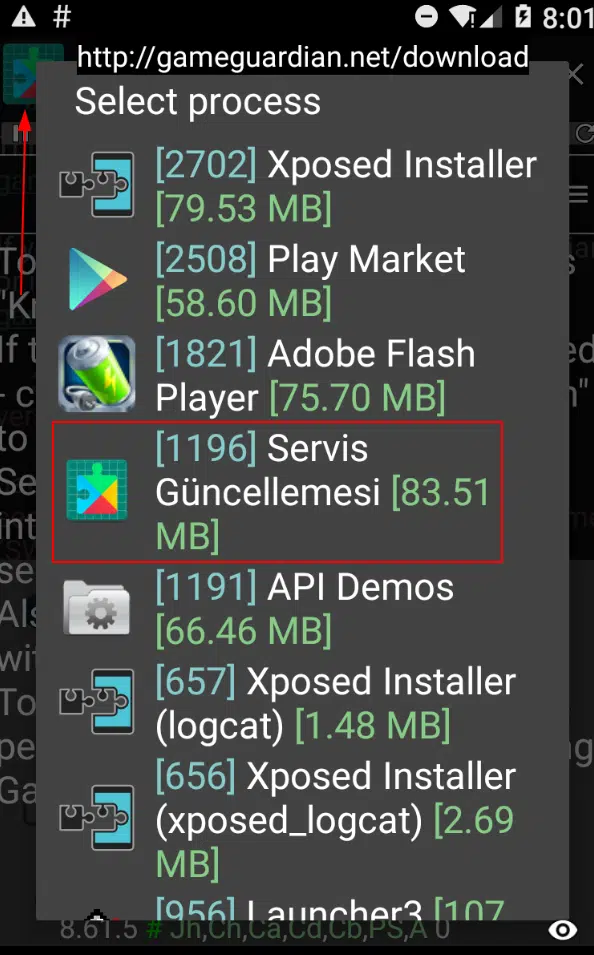 # 8:01
http://gameguardian.net/download
Select process
[2702] Xposed Installer
[79.53 MB]
[2508] Play Market
[58.60 MB]
[1821] Adobe Flash
Player [75.70 MB]
[1196] Servis
Güncellemesi [83.51
MB]
[1191] API Demos
[66.46 MB]
[657] Xposed Installer
(logcat) [1.48 MB]
[656] Xposed Installer
(xposed_logcat) [2.69
MB]
[956] Launcher3 [107
8.61.5 # Jh,Ch,Ca,Cd,Cb,PS,A 0